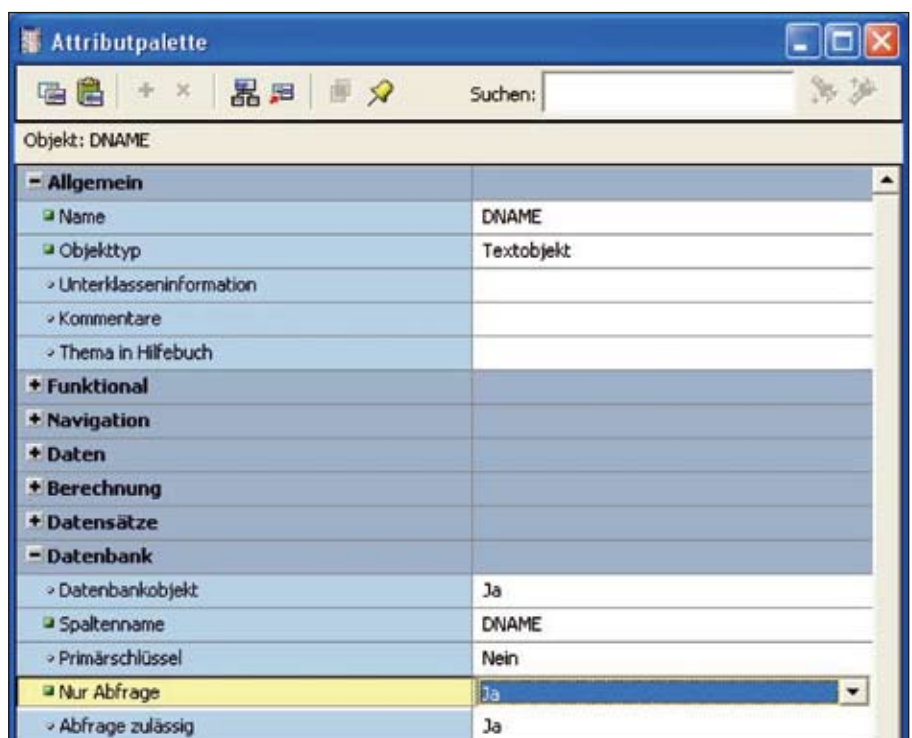 Attributpalette
Suchen:
Objekt: DNAME
Allgemein
Name DNAME
Objekttyp Textobjekt
Unterklasseninformation
Kommentare
Thema in Hilfebuch
Funktional
Navigation
Daten
Berechnung
Datensätze
Datenbank
Datenbankobjekt Ja
Spaltenname DNAME
Primärschlüssel Nein
Nur Abfrage Ja
Abfrage zulässig Ja